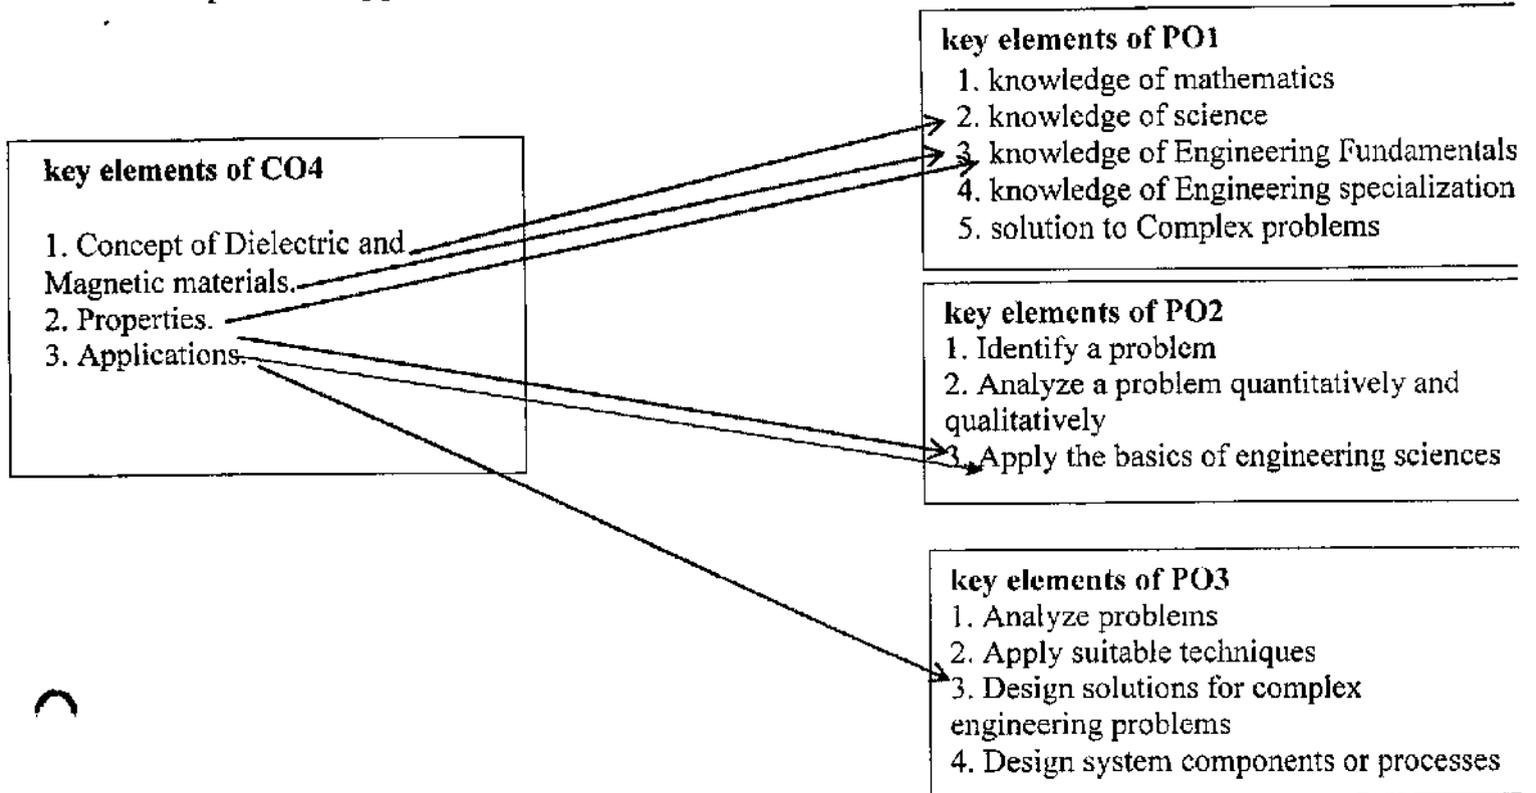 key elements of CO4
1. Concept of Dielectric and
Magnetic materials.
2. Properties.
3. Applications.
key elements of PO1
1. knowledge of mathematics
2. knowledge of science
3. knowledge of Engineering Fundamentals
4. knowledge of Engineering specialization
5. solution to Complex problems
key elements of PO2
1. Identify a problem
2. Analyze a problem quantitatively and
qualitatively
3. Apply the basics of engineering sciences
key elements of PO3
1. Analyze problems
2. Apply suitable techniques
3. Design solutions for complex
engineering problems
4. Design system components or processes